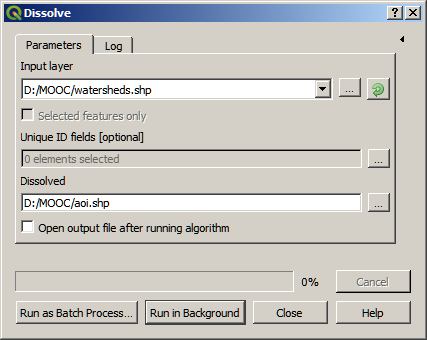 Dissolve
Parameters
Log
Input layer
D:/MOOC/watersheds.shp
...
Selected features only
Unique ID fields [optional]
0 elements selected
...
Dissolved
D:/MOOC/aoi.shp
...
Open output file after running algorithm
0%
Cancel
Run as Batch Process...
Run in Background
Close
Help